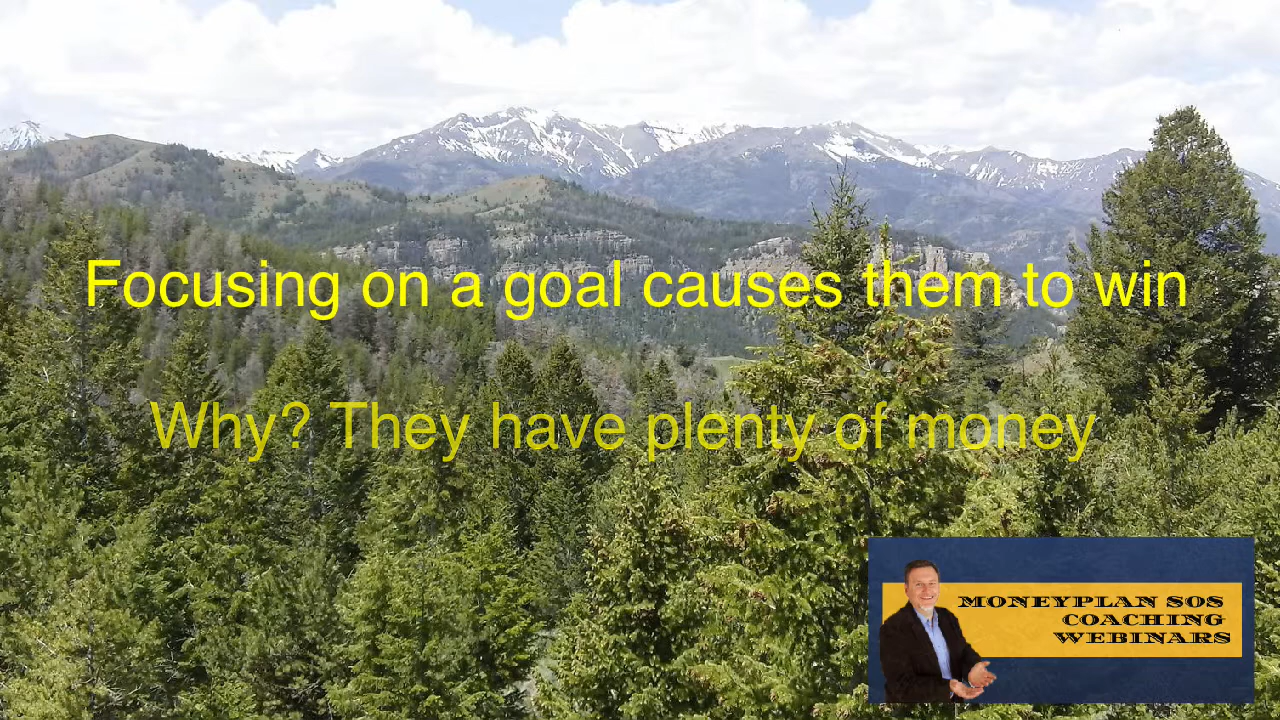 Focusing on a goal causes them to win
Why? They have plenty of money
MONEYPLAN SOS
COACHING
WEBINARS